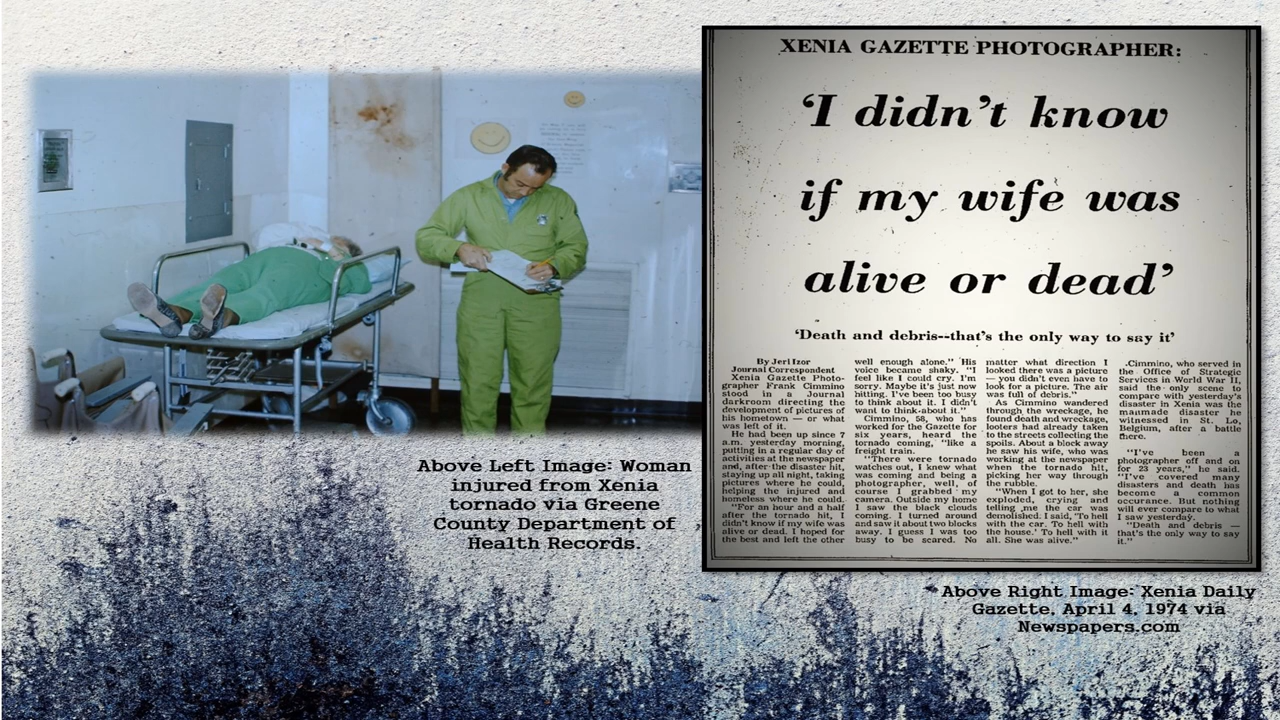 XENIA GAZETTE PHOTOGRAPHER:
‘I didn’t know
if my wife was
alive or dead’
‘Death and debris--that’s the only way to say it’
By Jeri Izor
Journal Correspondent
Xenia Gazette Photo-
grapher Frank Cimmino
stood in a Journal
darkroom directing the
development of pictures of
his hometown — or what
was left of it.
He had been up since 7
a.m. yesterday morning,
putting in a regular day of
activities at the newspaper
and, after the disaster hit,
staying up all night, taking
pictures where he could,
helping the injured and
homeless where he could.
"For an hour and a half
after the tornado hit, I
didn't know if my wife was
alive or dead. I hoped for
the best and left the other
well enough alone." His
voice became shaky. "I
feel like I could cry. I'm
sorry. Maybe it's just now
hitting. I've been too busy
to think about it. I didn't
want to think about it."
Cimmino, 58, who has
worked for the Gazette for
six years, heard the
tornado coming, "like a
freight train.
"There were tornado
watches out, I knew what
was coming and being a
photographer, well, of
course I grabbed my
camera. Outside my home
I saw the black clouds
coming. I turned around
and saw it about two blocks
away. I guess I was too
busy to be scared. No
matter what direction I
looked there was a picture
— you didn't even have to
look for a picture. The air
was full of debris."
As Cimmino wandered
through the wreckage, he
found death and wreckage,
looters had already taken
to the streets collecting the
spoils. About a block away
he saw his wife, who was
working at the newspaper
when the tornado hit,
picking her way through
the rubble.
"When I got to her, she
exploded, crying and
telling me the car was
demolished. I said, 'To hell
with the car. To hell with
the house.' To hell with it
all. She was alive."
Cimmino, who served in
the Office of Strategic
Services in World War II,
said the only scene to
compare with yesterday's
disaster in Xenia was the
manmade disaster he
witnessed in St. Lo,
Belgium, after a battle
there.
"I've been a
photographer off and on
for 23 years," he said.
"I've covered many
disasters and death has
become a common
occurance. But nothing
will ever compare to what
I saw yesterday.
"Death and debris —
that's the only way to say
it."
Above Left Image: Woman
injured from Xenia
tornado via Greene
County Department of
Health Records.
Above Right Image: Xenia Daily
Gazette, April 4, 1974 via
Newspapers.com